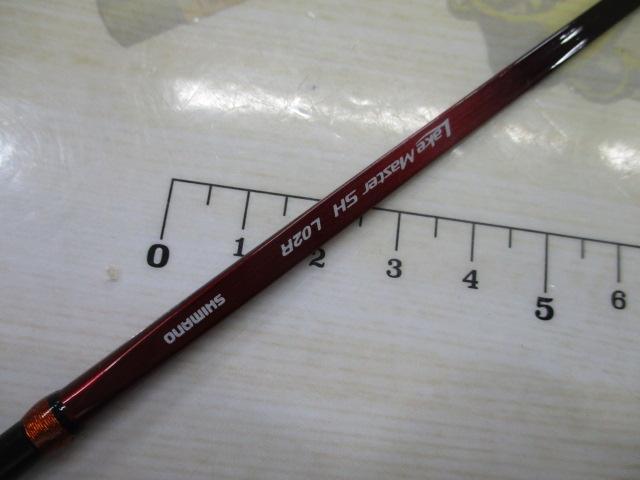 Lake Master SH L02R
SHIMANO
0 1 2 3 4 5 6